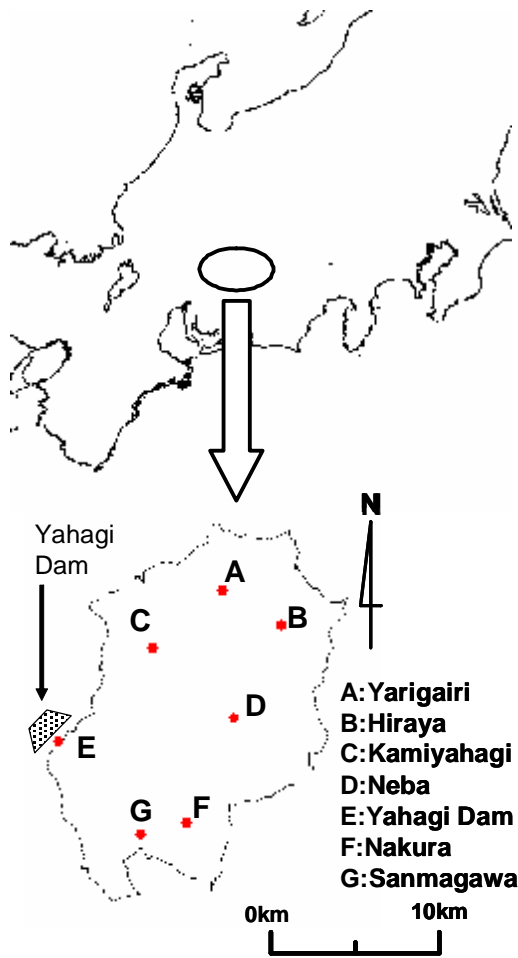 Yahagi
Dam
N
A
B
C
D
E
G
F
A:Yarigairi
B:Hiraya
C:Kamiyahagi
D:Neba
E:Yahagi Dam
F:Nakura
G:Sanmagawa
0km
10km